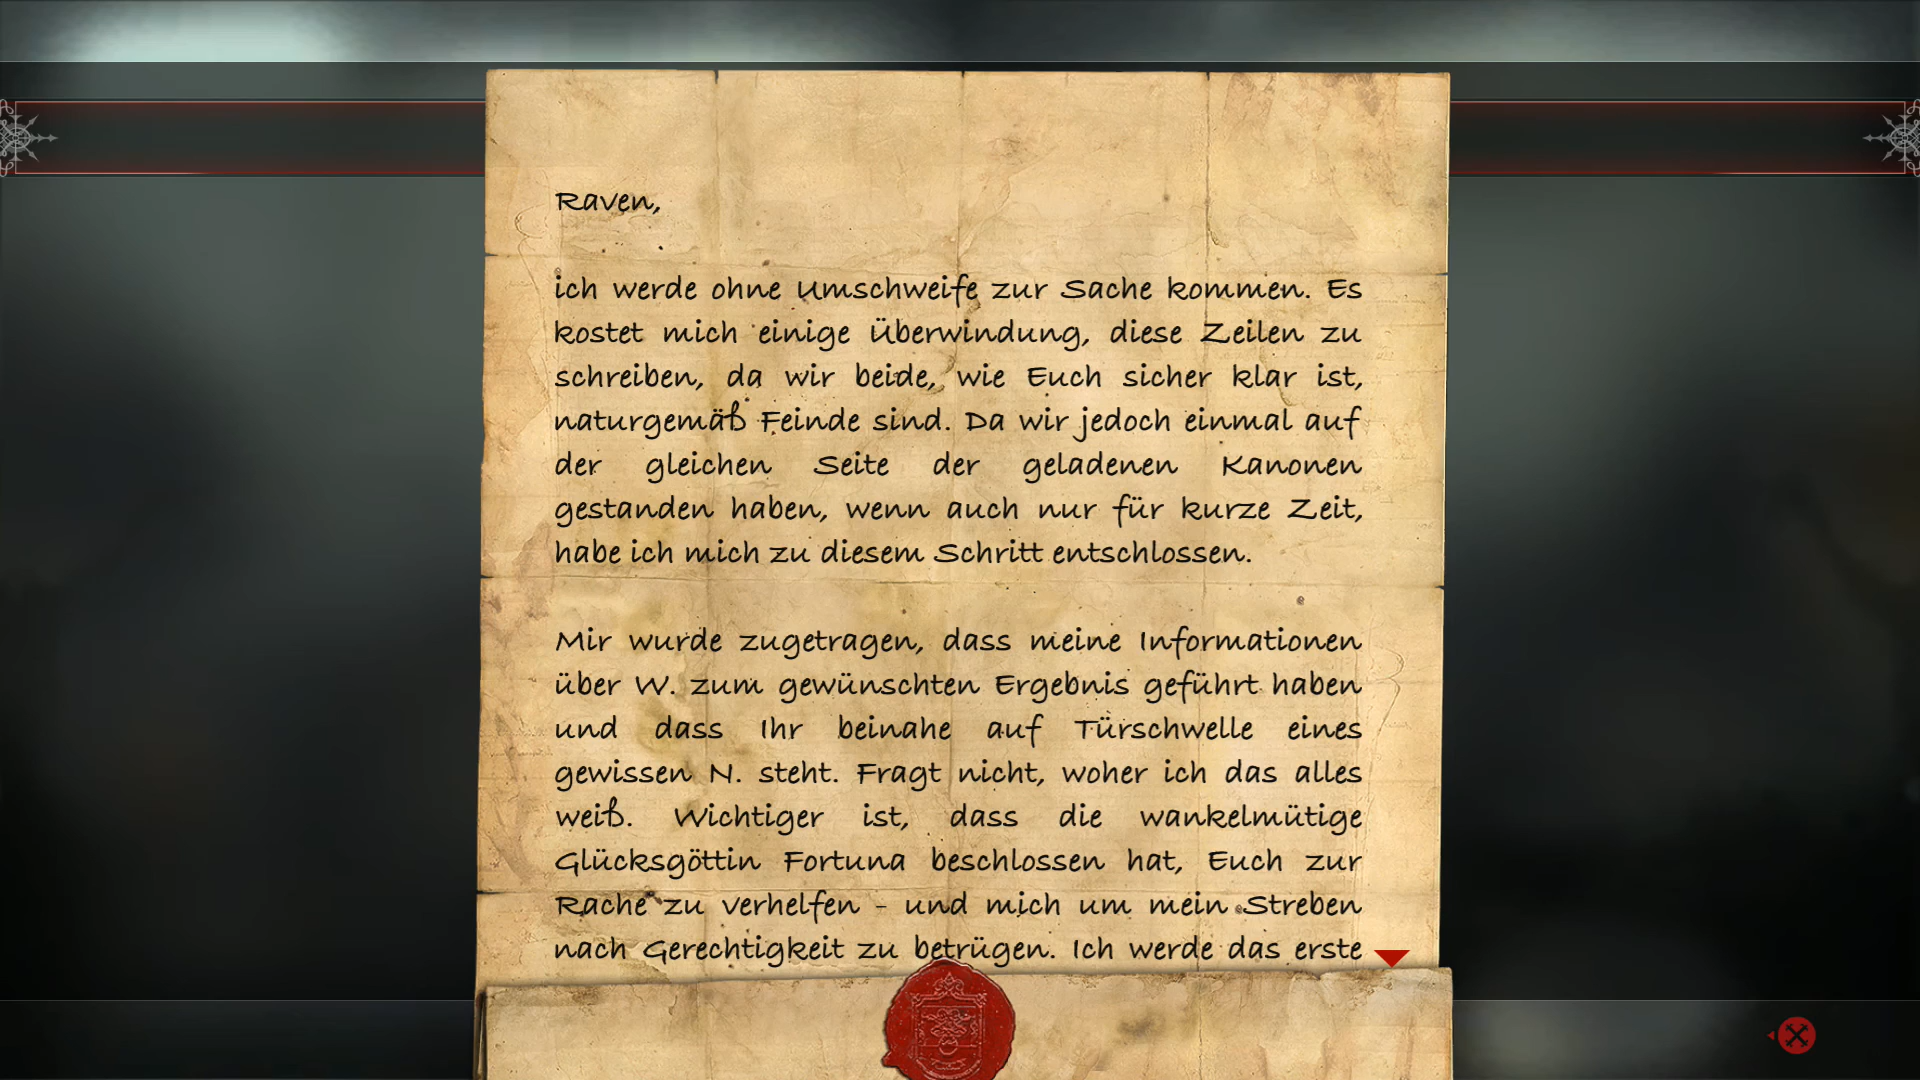 Raven,
ich werde ohne Umschweife zur Sache kommen. Es
kostet mich einige Überwindung, diese Zeilen zu
schreiben, da wir beide, wie Euch sicher klar ist,
naturgemäß Feinde sind. Da wir jedoch einmal auf
der gleichen Seite der geladenen Kanonen
gestanden haben, wenn auch nur für kurze Zeit,
habe ich mich zu diesem Schritt entschlossen.
Mir wurde zugetragen, dass meine Informationen
über W. zum gewünschten Ergebnis geführt haben
und dass Ihr beinahe auf Türschwelle eines
gewissen N. steht. Fragt nicht, woher ich das alles
weiß. Wichtiger ist, dass die wankelmütige
Glücksgöttin Fortuna beschlossen hat, Euch zur
Rache zu verhelfen - und mich um mein Streben
nach Gerechtigkeit zu betrügen. Ich werde das erste